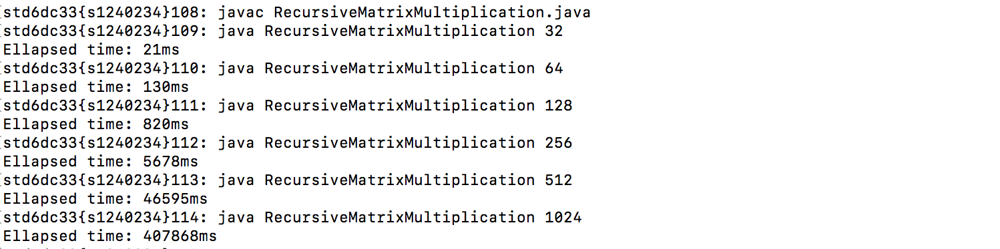 [std6dc33{s1240234}108: javac RecursiveMatrixMultiplication.java
[std6dc33{s1240234}109: java RecursiveMatrixMultiplication 32
Ellapsed time: 21ms
[std6dc33{s1240234}110: java RecursiveMatrixMultiplication 64
Ellapsed time: 130ms
[std6dc33{s1240234}111: java RecursiveMatrixMultiplication 128
Ellapsed time: 820ms
[std6dc33{s1240234}112: java RecursiveMatrixMultiplication 256
Ellapsed time: 5678ms
[std6dc33{s1240234}113: java RecursiveMatrixMultiplication 512
Ellapsed time: 46595ms
[std6dc33{s1240234}114: java RecursiveMatrixMultiplication 1024
Ellapsed time: 407868ms